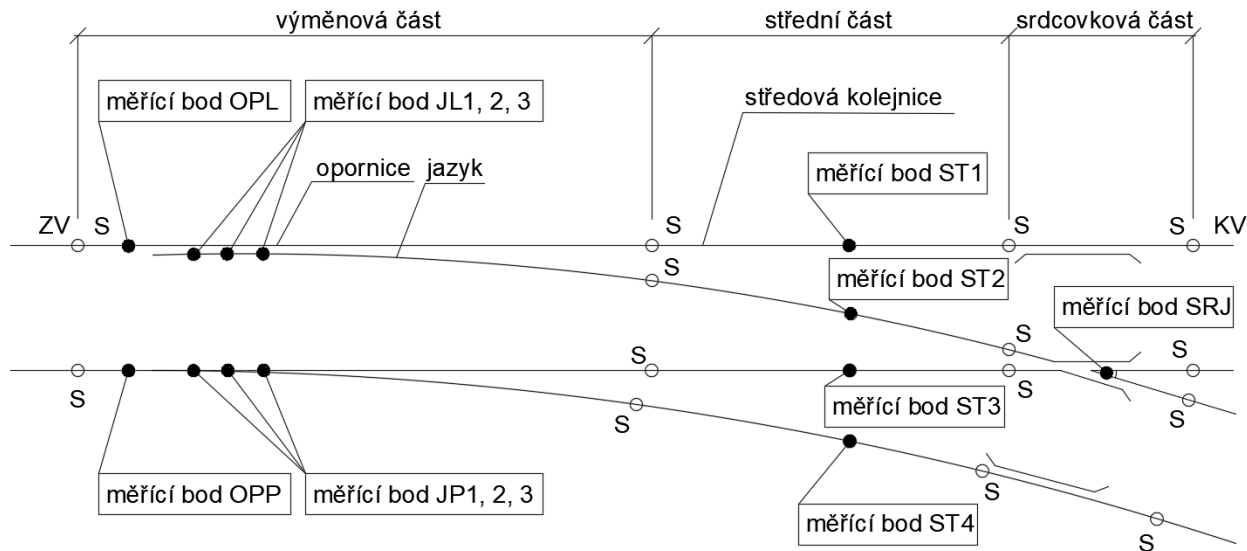 výměnová část
střední část
srdcovková část
měřící bod OPL
měřící bod JL1, 2, 3
středová kolejnice
opornice
jazyk
měřící bod ST1
ZV
S
S
S
S
KV
S
měřící bod ST2
měřící bod SRJ
S
S
S
S
S
S
měřící bod ST3
S
měřící bod OPP
měřící bod JP1, 2, 3
měřící bod ST4
S
S